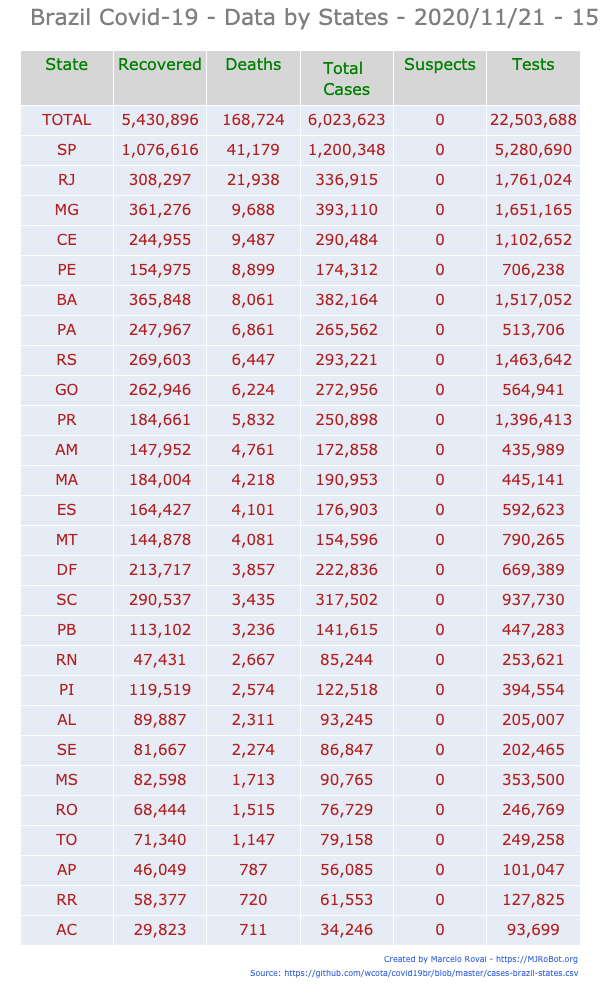 Brazil Covid-19 - Data by States - 2020/11/21 - 15
State Recovered Deaths Total Cases Suspects Tests
TOTAL 5,430,896 168,724 6,023,623 0 22,503,688
SP 1,076,616 41,179 1,200,348 0 5,280,690
RJ 308,297 21,938 336,915 0 1,761,024
MG 361,276 9,688 393,110 0 1,651,165
CE 244,955 9,487 290,484 0 1,102,652
PE 154,975 8,899 174,312 0 706,238
BA 365,848 8,061 382,164 0 1,517,052
PA 247,967 6,861 265,562 0 513,706
RS 269,603 6,447 293,221 0 1,463,642
GO 262,946 6,224 272,956 0 564,941
PR 184,661 5,832 250,898 0 1,396,413
AM 147,952 4,761 172,858 0 435,989
MA 184,004 4,218 190,953 0 445,141
ES 164,427 4,101 176,903 0 592,623
MT 144,878 4,081 154,596 0 790,265
DF 213,717 3,857 222,836 0 669,389
SC 290,537 3,435 317,502 0 937,730
PB 113,102 3,236 141,615 0 447,283
RN 47,431 2,667 85,244 0 253,621
PI 119,519 2,574 122,518 0 394,554
AL 89,887 2,311 93,245 0 205,007
SE 81,667 2,274 86,847 0 202,465
MS 82,598 1,713 90,765 0 353,500
RO 68,444 1,515 76,729 0 246,769
TO 71,340 1,147 79,158 0 249,258
AP 46,049 787 56,085 0 101,047
RR 58,377 720 61,553 0 127,825
AC 29,823 711 34,246 0 93,699
Created by Marcelo Rovai - https://MJRoBot.org
Source: https://github.com/wcota/covid19br/blob/master/cases-brazil-states.csv